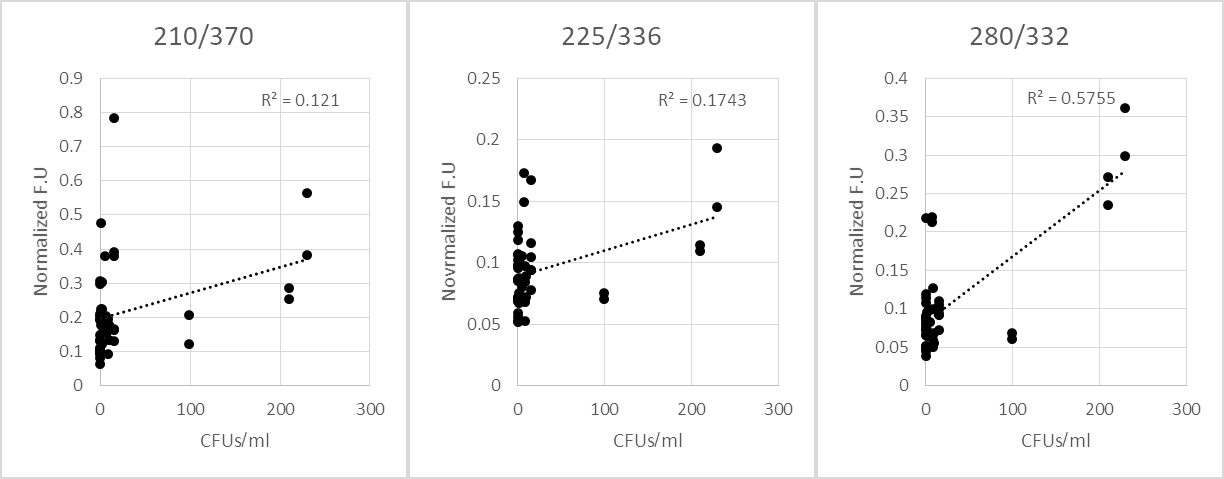 210/370
R² = 0.121
Normalized F.U
0.9
0.8
0.7
0.6
0.5
0.4
0.3
0.2
0.1
0
0 100 200 300
CFUs/ml
225/336
R² = 0.1743
Novrmalized F.U
0.25
0.2
0.15
0.1
0.05
0
0 100 200 300
CFUs/ml
280/332
R² = 0.5755
Normalized F.U
0.4
0.35
0.3
0.25
0.2
0.15
0.1
0.05
0
0 100 200 300
CFUs/ml